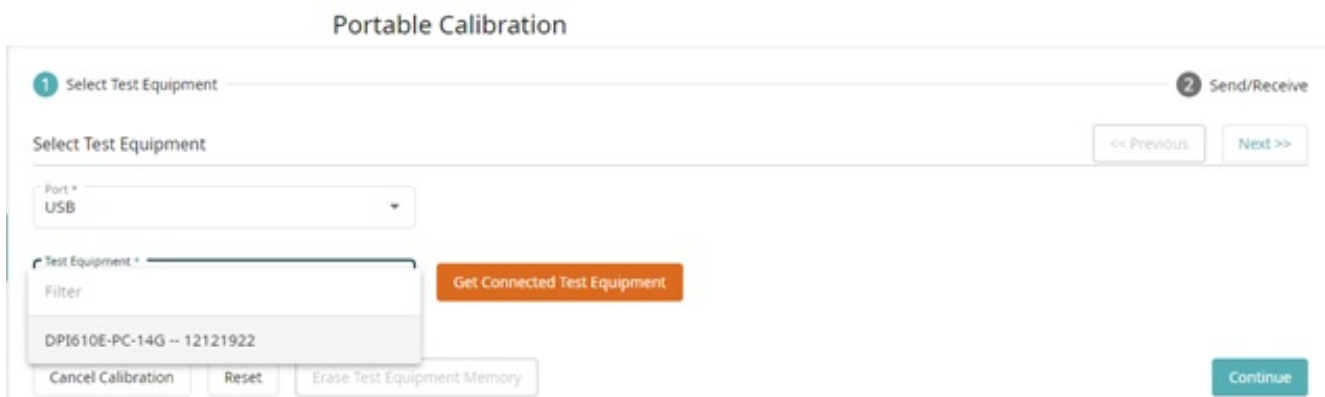 Portable Calibration
1 Select Test Equipment
2 Send/Receive
Select Test Equipment
<< Previous
Next >>
Port *
USB
Test Equipment *
Filter
Get Connected Test Equipment
DPI610E-PC-14G -- 12121922
Cancel Calibration
Reset
Erase Test Equipment Memory
Continue